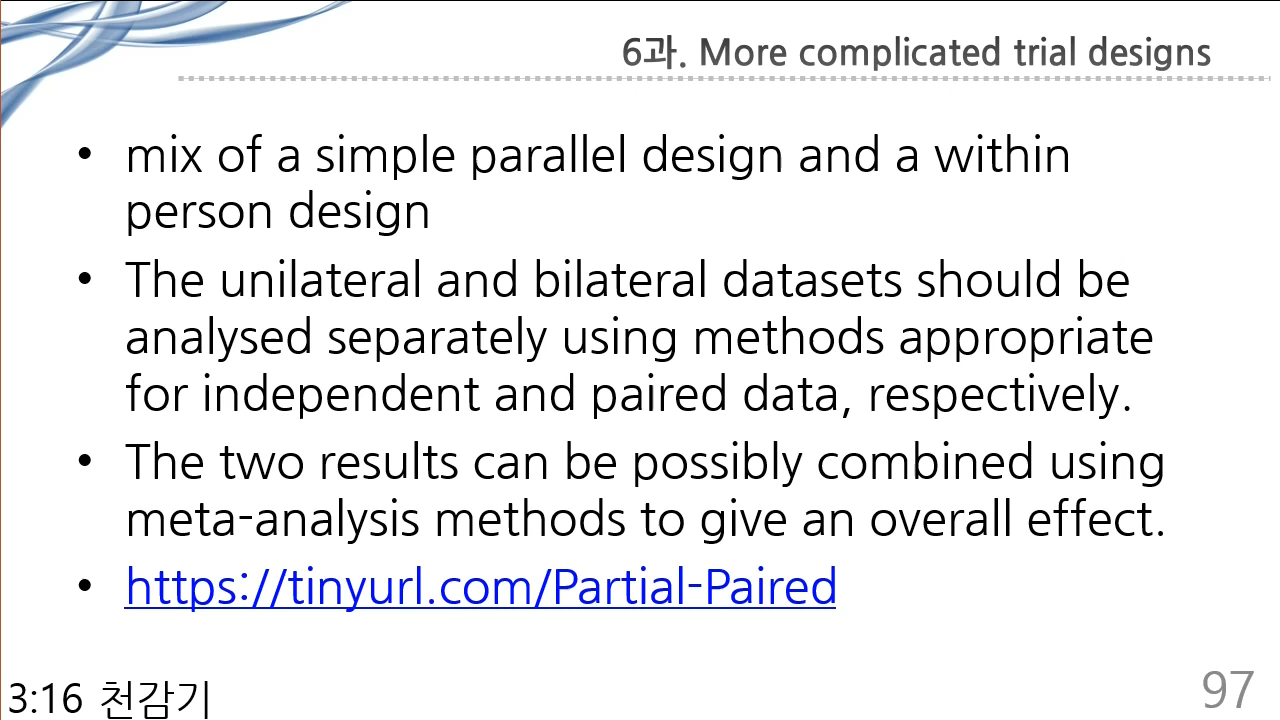 6과. More complicated trial designs
• mix of a simple parallel design and a within
person design
• The unilateral and bilateral datasets should be
analysed separately using methods appropriate
for independent and paired data, respectively.
• The two results can be possibly combined using
meta-analysis methods to give an overall effect.
• https://tinyurl.com/Partial-Paired
3:16 천감기
97